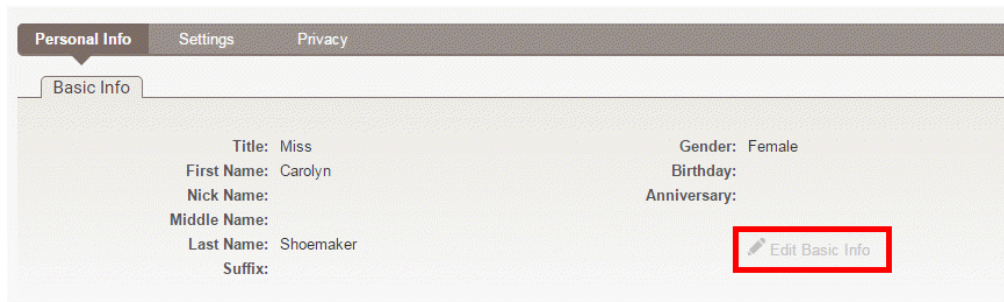 Personal Info Settings Privacy
Basic Info
Title: Miss
First Name: Carolyn
Nick Name:
Middle Name:
Last Name: Shoemaker
Suffix:
Gender: Female
Birthday:
Anniversary:
Edit Basic Info